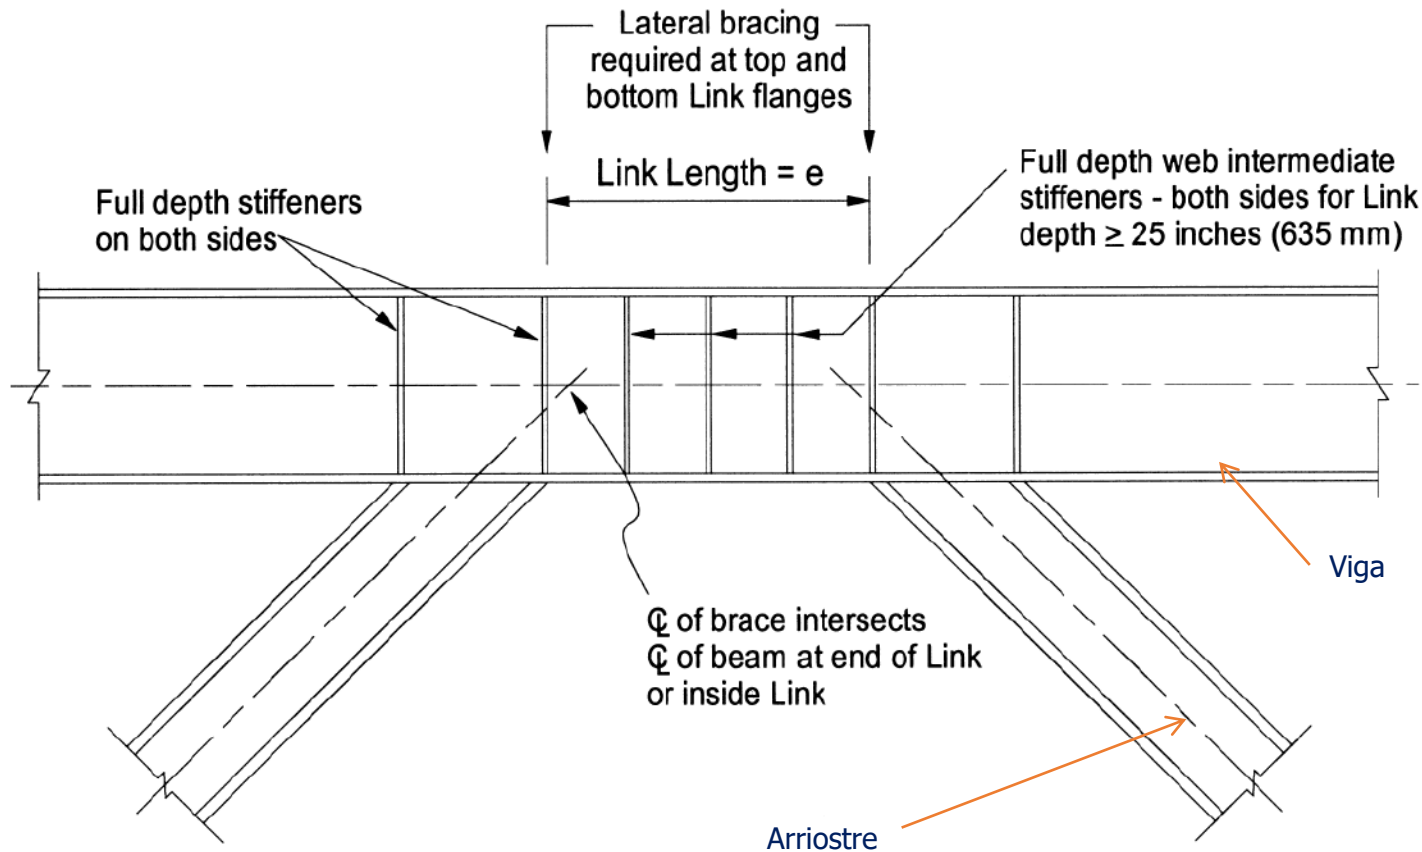 Lateral bracing
required at top and
bottom Link flanges
Link Length = e
Full depth stiffeners
on both sides
Full depth web intermediate
stiffeners - both sides for Link
depth ≥ 25 inches (635 mm)
Viga
℄ of brace intersects
℄ of beam at end of Link
or inside Link
Arriostre